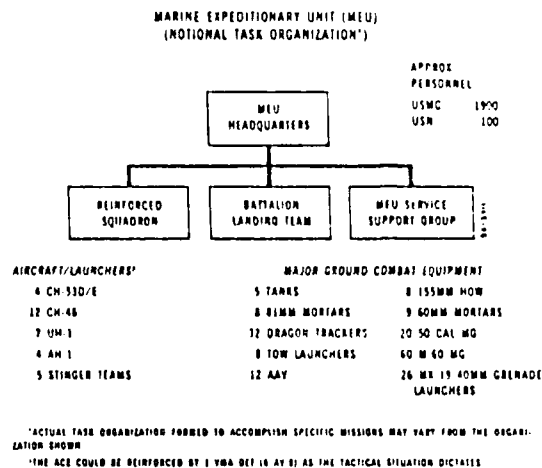 MARINE EXPEDITIONARY UNIT (MEU)
(NOTIONAL TASK ORGANIZATION¹)
APPROX
PERSONNEL
USMC 1900
USN 100
MEU
HEADQUARTERS
REINFORCED
SQUADRON
BATTALION
LANDING TEAM
MEU SERVICE
SUPPORT GROUP
AIRCRAFT/LAUNCHERS²
4 CH-53D/E
12 CH-46
4 AH-1
5 STINGER TEAMS
MAJOR GROUND COMBAT EQUIPMENT
5 TANKS
8 81MM MORTARS
32 DRAGON TRACKERS
8 TOW LAUNCHERS
12 AAV
8 155MM HOW
9 60MM MORTARS
20 50 CAL MG
60 M 60 MG
26 MK 19 40MM GRENADE
LAUNCHERS
¹ACTUAL TASK ORGANIZATION FORMED TO ACCOMPLISH SPECIFIC MISSIONS MAY VARY FROM THE ORGANI-
ZATION SHOWN
²THE ACE COULD BE REINFORCED BY 1 VMA DET (6 AV 8) AS THE TACTICAL SITUATION DICTATES